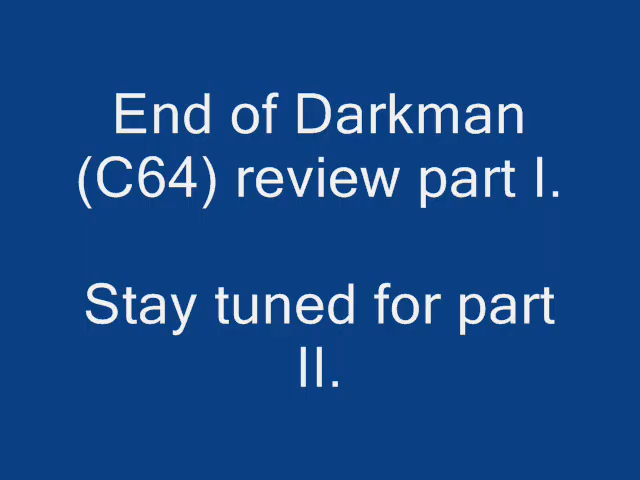 End of Darkman
(C64) review part I.
Stay tuned for part
II.